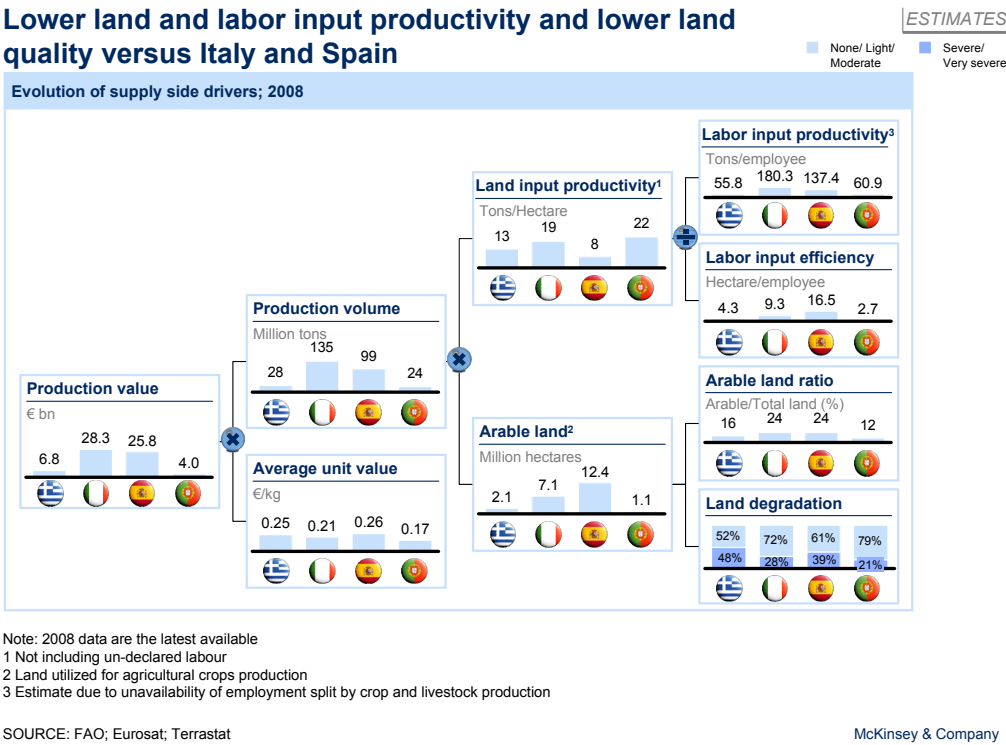 Lower land and labor input productivity and lower land
quality versus Italy and Spain
ESTIMATES
None/ Light/
Moderate
Severe/
Very severe
Evolution of supply side drivers; 2008
Production value
€ bn
6.8
28.3
25.8
4.0
Production volume
Million tons
28
135
99
24
Average unit value
€/kg
0.25
0.21
0.26
0.17
Land input productivity¹
Tons/Hectare
13
19
8
22
Arable land²
Million hectares
2.1
7.1
12.4
1.1
Labor input productivity³
Tons/employee
55.8
180.3
137.4
60.9
Labor input efficiency
Hectare/employee
4.3
9.3
16.5
2.7
Arable land ratio
Arable/Total land (%)
16
24
24
12
Land degradation
52%
72%
61%
79%
48%
28%
39%
21%
Note: 2008 data are the latest available
1 Not including un-declared labour
2 Land utilized for agricultural crops production
3 Estimate due to unavailability of employment split by crop and livestock production
SOURCE: FAO; Eurosat; Terrastat
McKinsey & Company